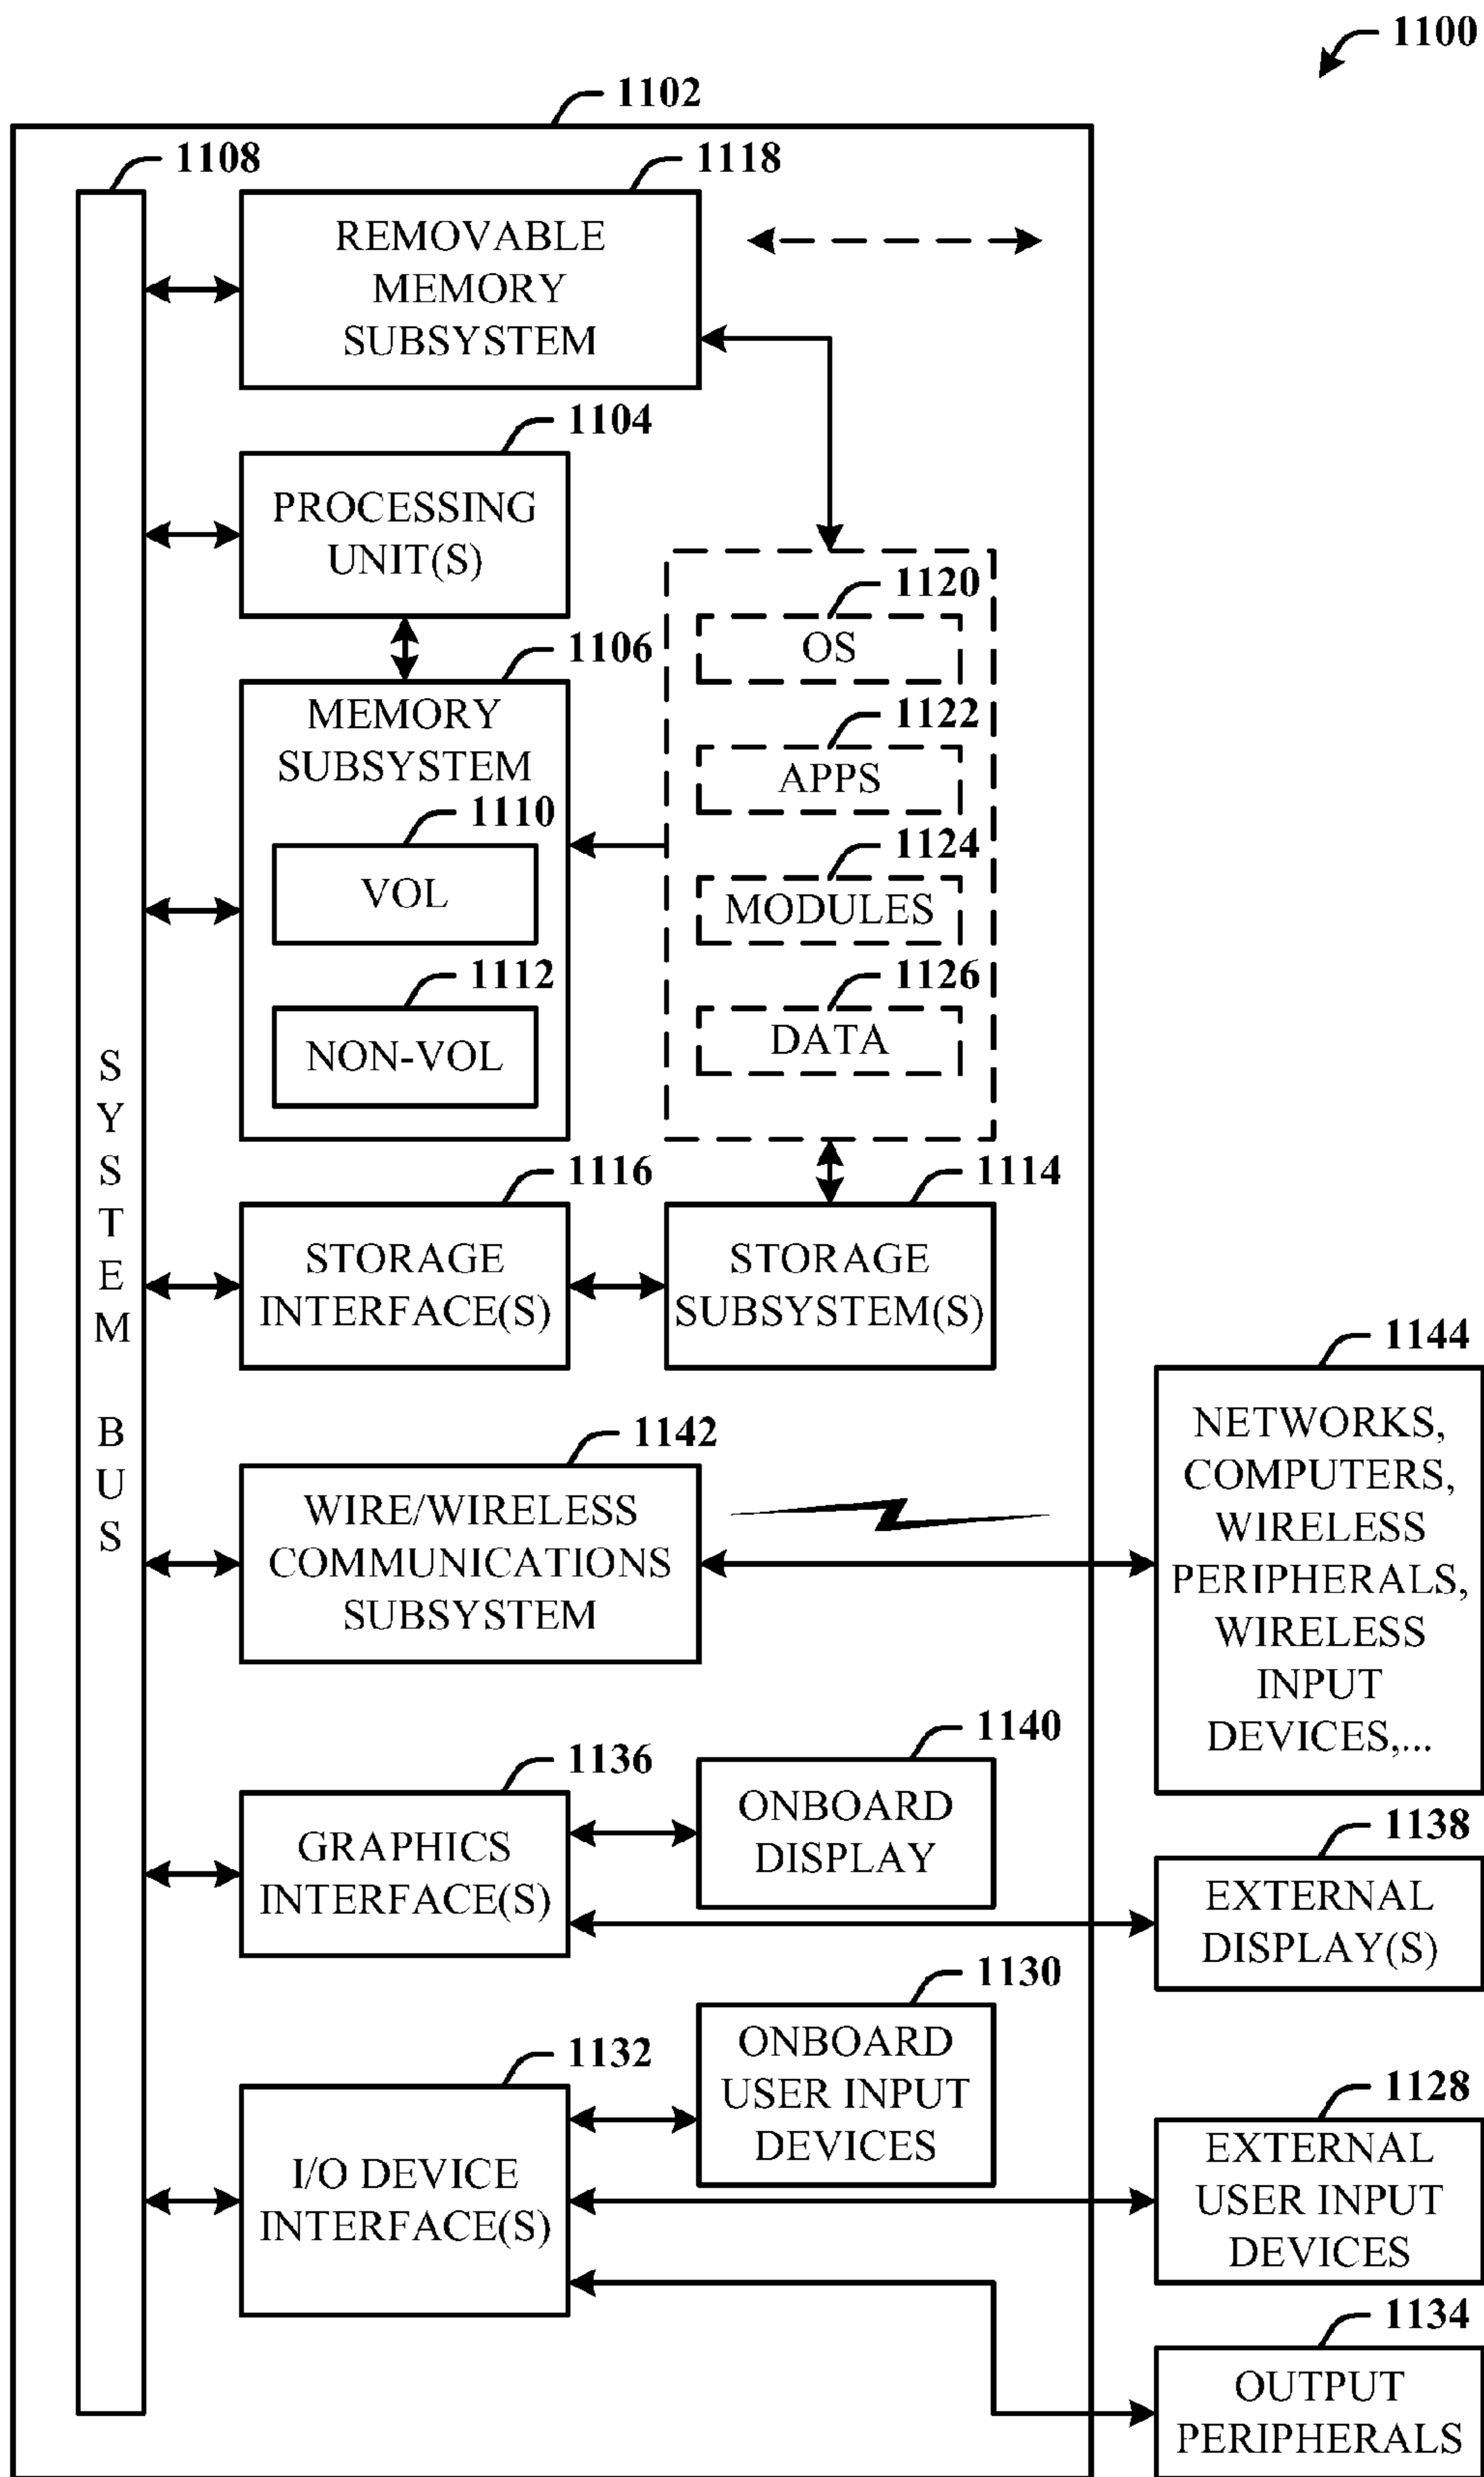 1100
1102
1108
1118
REMOVABLE
MEMORY
SUBSYSTEM
1104
PROCESSING
UNIT(S)
1106
MEMORY
SUBSYSTEM
1110
VOL
1112
NON-VOL
1120
OS
1122
APPS
1124
MODULES
1126
DATA
SYSTEM BUS
1116
STORAGE
INTERFACE(S)
1114
STORAGE
SUBSYSTEM(S)
1142
WIRE/WIRELESS
COMMUNICATIONS
SUBSYSTEM
1144
NETWORKS,
COMPUTERS,
WIRELESS
PERIPHERALS,
WIRELESS
INPUT
DEVICES,...
1136
GRAPHICS
INTERFACE(S)
1140
ONBOARD
DISPLAY
1138
EXTERNAL
DISPLAY(S)
1132
I/O DEVICE
INTERFACE(S)
1130
ONBOARD
USER INPUT
DEVICES
1128
EXTERNAL
USER INPUT
DEVICES
1134
OUTPUT
PERIPHERALS